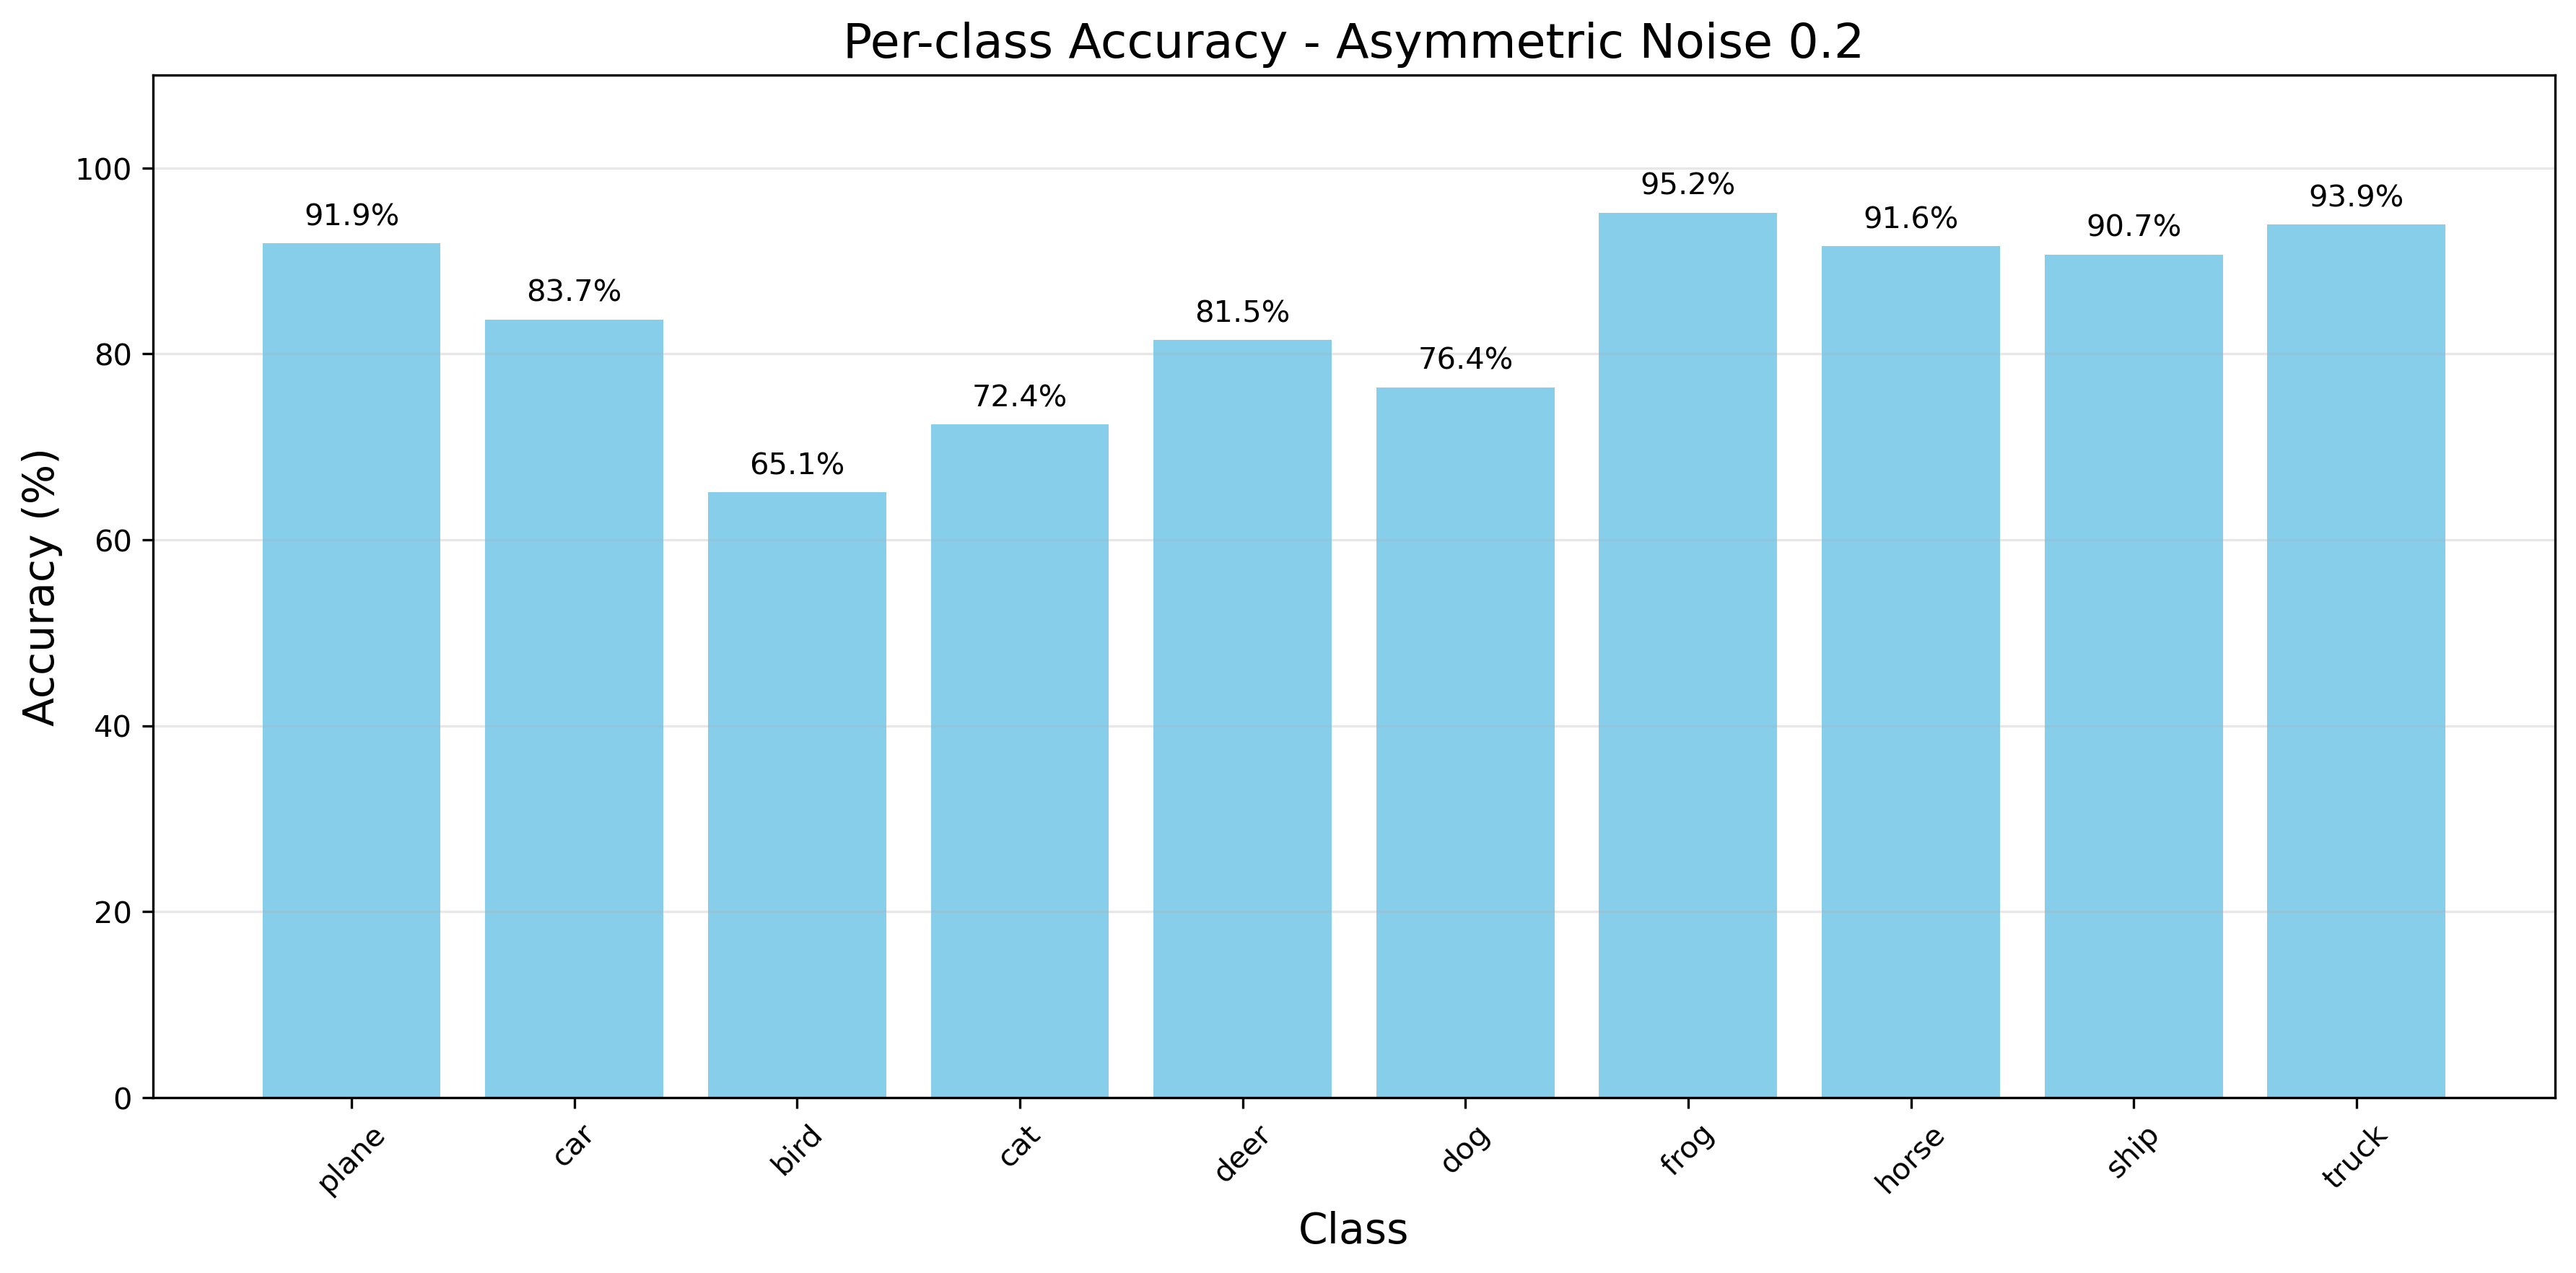 Per-class Accuracy - Asymmetric Noise 0.2
Accuracy (%)
100
80
60
40
20
0
91.9%
83.7%
65.1%
72.4%
81.5%
76.4%
95.2%
91.6%
90.7%
93.9%
plane
car
bird
cat
deer
dog
frog
horse
ship
truck
Class